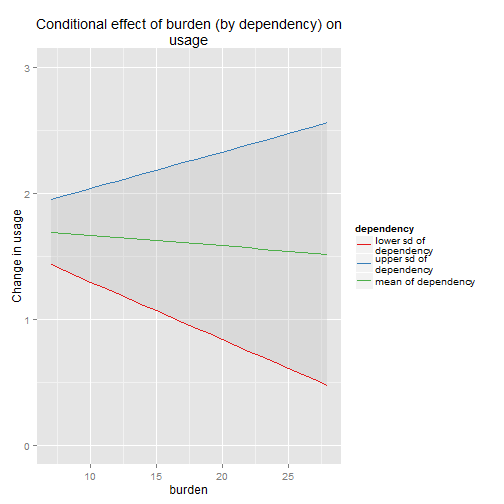 Conditional effect of burden (by dependency) on
usage
3
2
1
0
Change in usage
10
15
20
25
burden
dependency
lower sd of
dependency
upper sd of
dependency
mean of dependency